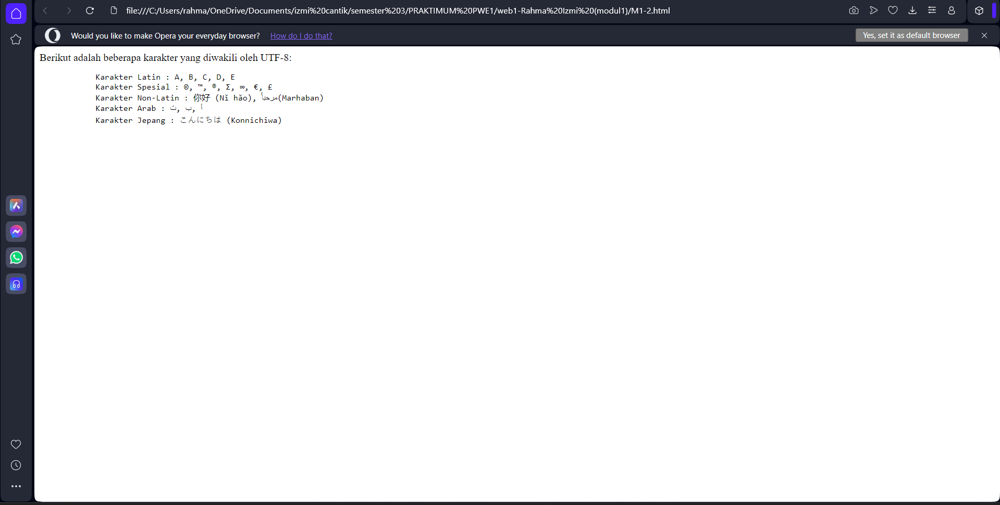 file:///C:/Users/rahma/OneDrive/Documents/izmi%20cantik/semester%203/PRAKTIMUM%20PWE1/web1-Rahma%20Izmi%20(modul1)/M1-2.html
Would you like to make Opera your everyday browser? How do I do that? Yes, set it as default browser
Berikut adalah beberapa karakter yang diwakili oleh UTF-8:
Karakter Latin : A, B, C, D, E
Karakter Spesial : ©, ™, ®, Σ, ∞, €, £
Karakter Non-Latin : 你好 (Nǐ hǎo), مرحباً(Marhaban)
Karakter Arab : أ, ب, ت
Karakter Jepang : こんにちは (Konnichiwa)